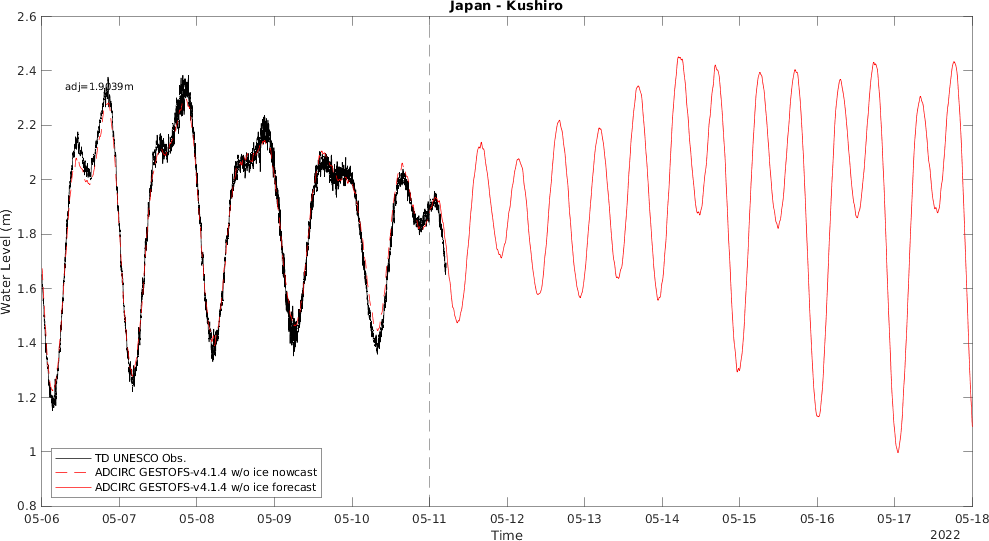 Japan - Kushiro
2.6
2.4
2.2
2
1.8
1.6
1.4
1.2
1
0.8
Water Level (m)
adj=1.9039m
TD UNESCO Obs.
ADCIRC GESTOFS-v4.1.4 w/o ice nowcast
ADCIRC GESTOFS-v4.1.4 w/o ice forecast
05-06 05-07 05-08 05-09 05-10 05-11 05-12 05-13 05-14 05-15 05-16 05-17 05-18
Time
2022